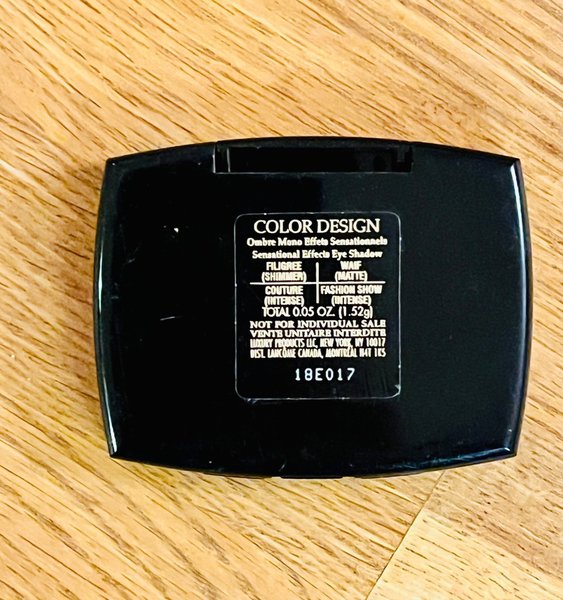 COLOR DESIGN
Ombre Mono Effets Sensationnels
Sensational Effects Eye Shadow
FILIGREE WAIF
(SHIMMER) (MATTE)
COUTURE FASHION SHOW
(INTENSE) (INTENSE)
TOTAL 0.05 OZ. (1.52g)
NOT FOR INDIVIDUAL SALE
VENTE UNITAIRE INTERDITE
LUXURY PRODUCTS LLC, NEW YORK, NY 10017
DIST. LANCÔME CANADA, MONTRÉAL H4T 1K5
18E017